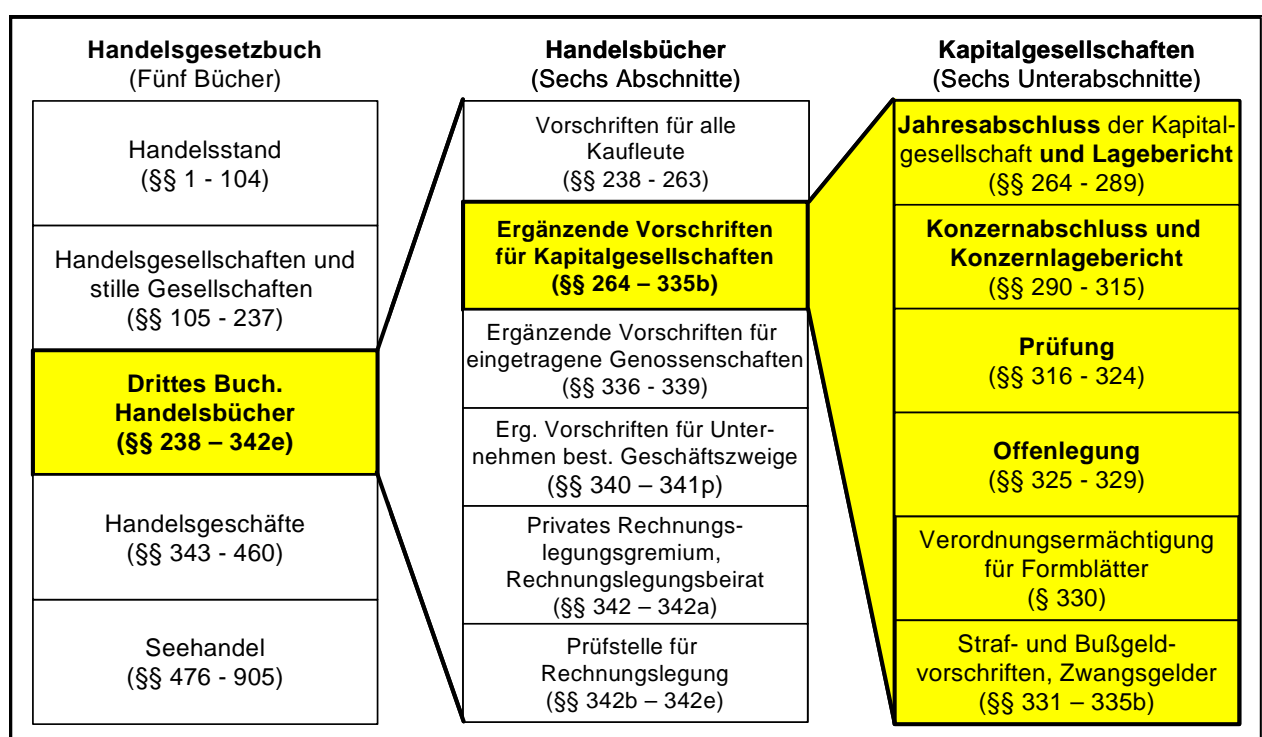 Handelsgesetzbuch
(Fünf Bücher)
Handelsstand
(§§ 1 - 104)
Handelsgesellschaften und
stille Gesellschaften
(§§ 105 - 237)
Drittes Buch.
Handelsbücher
(§§ 238 – 342e)
Handelsgeschäfte
(§§ 343 - 460)
Seehandel
(§§ 476 - 905)
Handelsbücher
(Sechs Abschnitte)
Vorschriften für alle
Kaufleute
(§§ 238 - 263)
Ergänzende Vorschriften
für Kapitalgesellschaften
(§§ 264 – 335b)
Ergänzende Vorschriften für
eingetragene Genossenschaften
(§§ 336 - 339)
Erg. Vorschriften für Unter-
nehmen best. Geschäftszweige
(§§ 340 – 341p)
Privates Rechnungs-
legungsgremium,
Rechnungslegungsbeirat
(§§ 342 – 342a)
Prüfstelle für
Rechnungslegung
(§§ 342b – 342e)
Kapitalgesellschaften
(Sechs Unterabschnitte)
Jahresabschluss der Kapital-
gesellschaft und Lagebericht
(§§ 264 - 289)
Konzernabschluss und
Konzernlagebericht
(§§ 290 - 315)
Prüfung
(§§ 316 - 324)
Offenlegung
(§§ 325 - 329)
Verordnungsermächtigung
für Formblätter
(§ 330)
Straf- und Bußgeld-
vorschriften, Zwangsgelder
(§§ 331 – 335b)